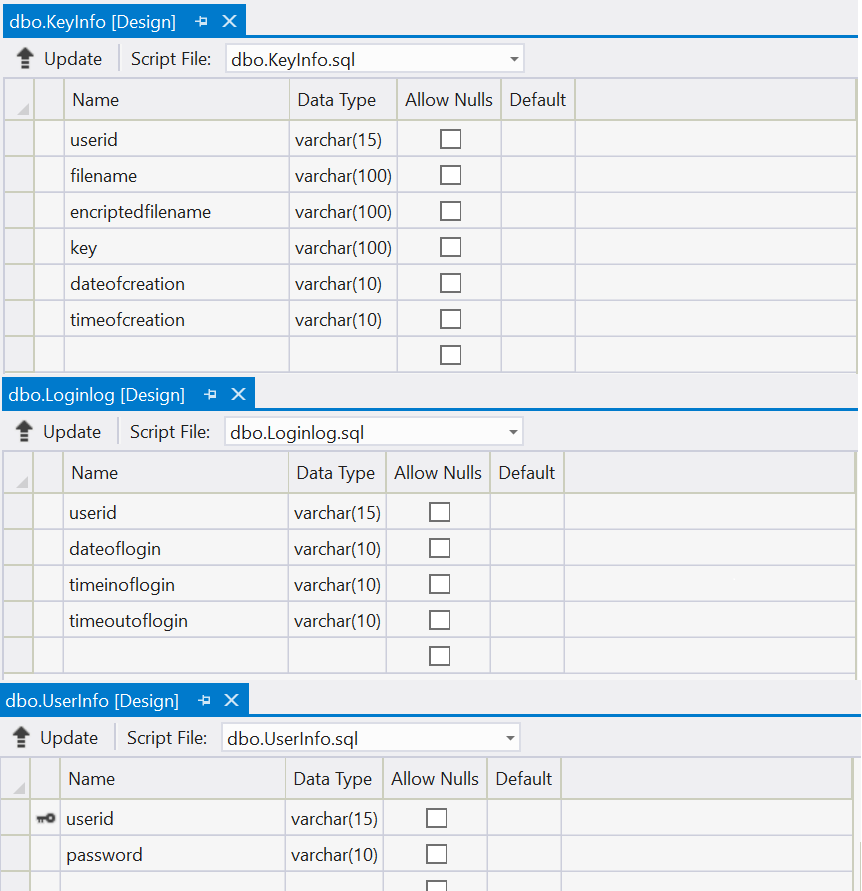 dbo.KeyInfo [Design]
Update Script File: dbo.KeyInfo.sql
Name Data Type Allow Nulls Default
userid varchar(15)
filename varchar(100)
encriptedfilename varchar(100)
key varchar(100)
dateofcreation varchar(10)
timeofcreation varchar(10)
dbo.Loginlog [Design]
Update Script File: dbo.Loginlog.sql
Name Data Type Allow Nulls Default
userid varchar(15)
dateoflogin varchar(10)
timeinoflogin varchar(10)
timeoutoflogin varchar(10)
dbo.UserInfo [Design]
Update Script File: dbo.UserInfo.sql
Name Data Type Allow Nulls Default
userid varchar(15)
password varchar(10)